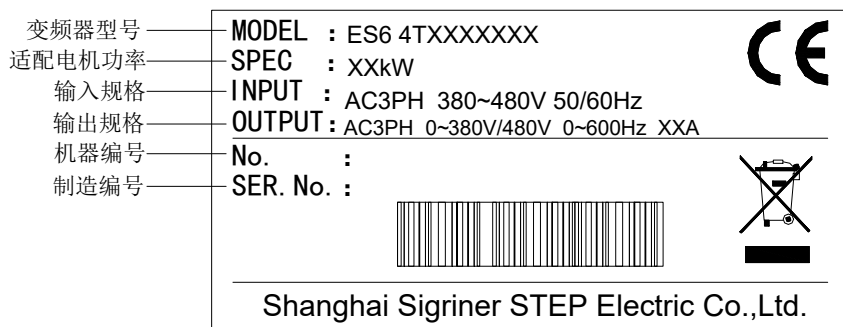 变频器型号 MODEL : ES6 4TXXXXXXX
适配电机功率 SPEC : XXkW
输入规格 INPUT : AC3PH 380~480V 50/60Hz
输出规格 OUTPUT: AC3PH 0~380V/480V 0~600Hz XXA
机器编号 No. :
制造编号 SER. No. :
CE
Shanghai Sigriner STEP Electric Co.,Ltd.